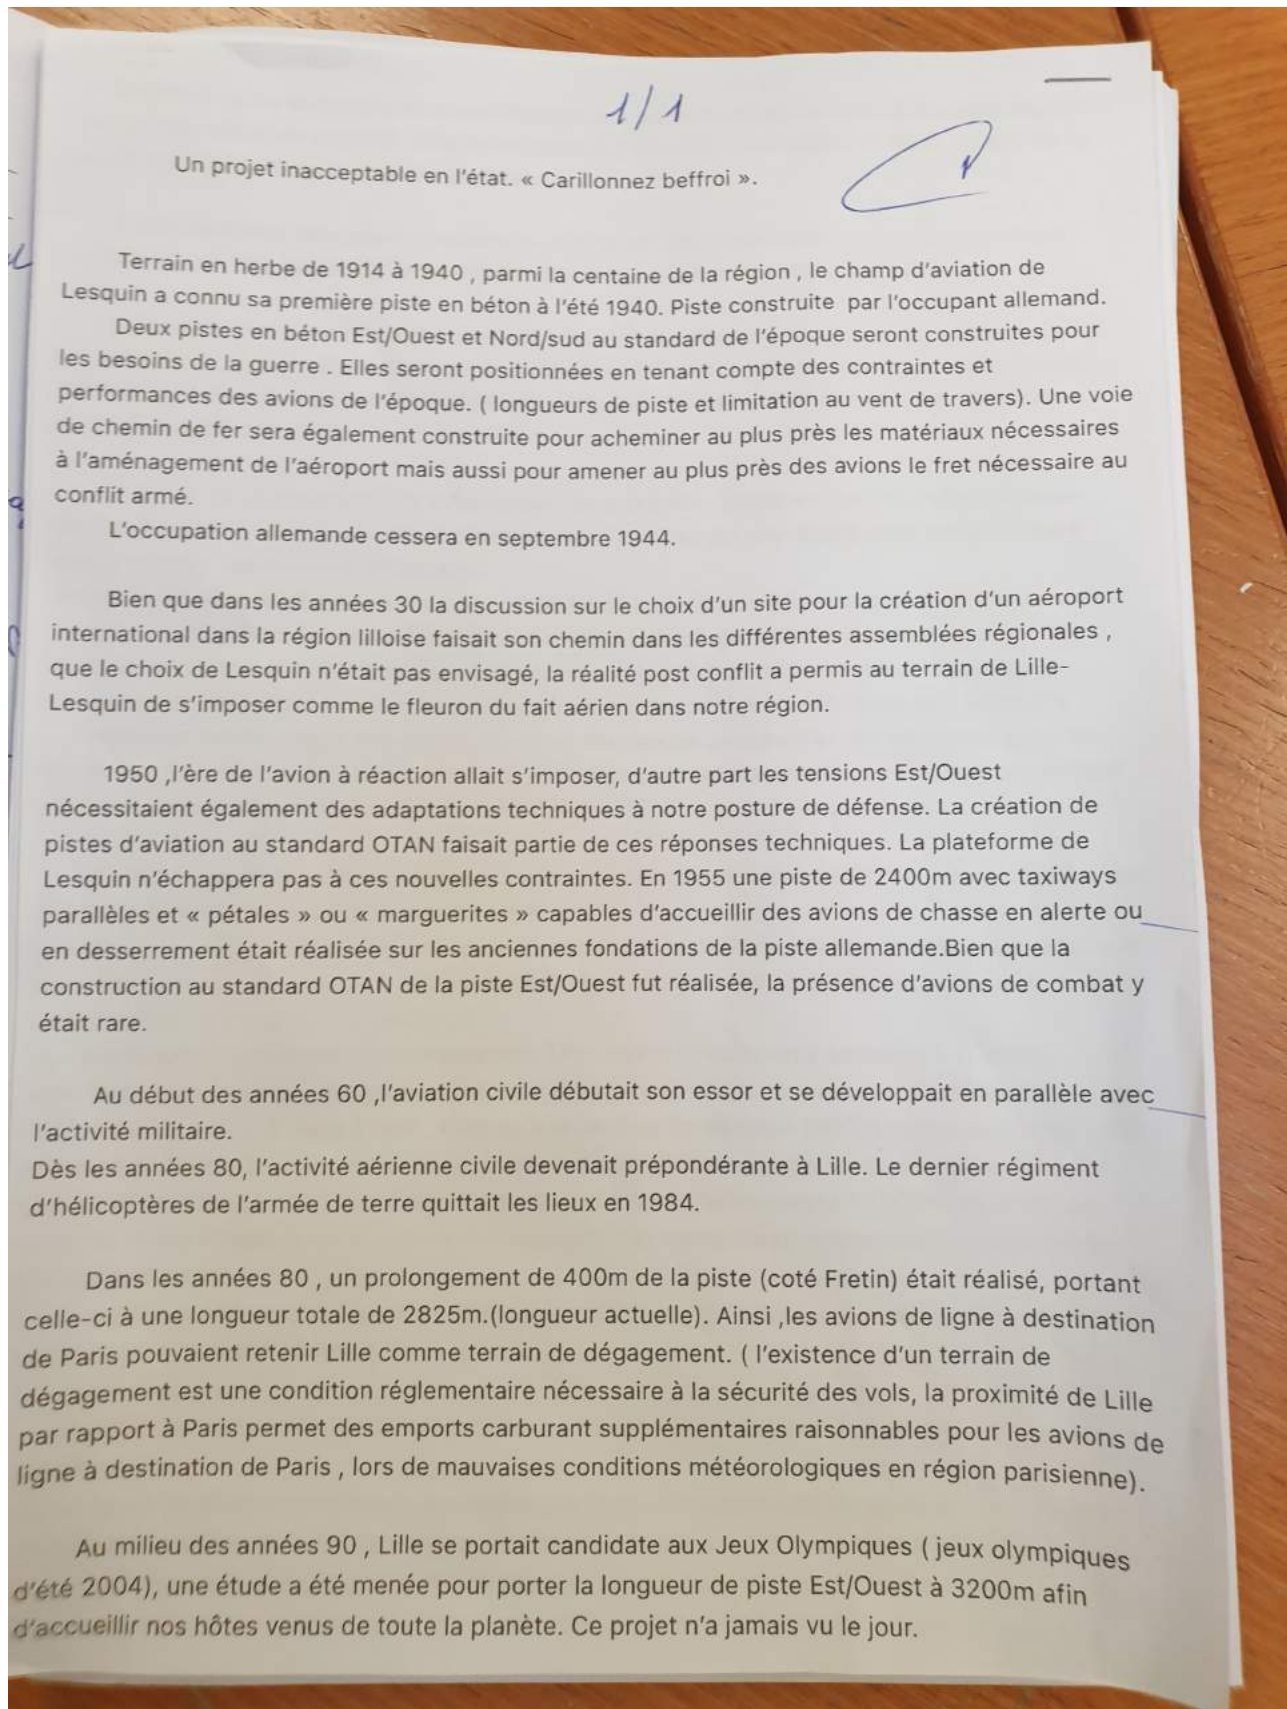 1/1
Un projet inacceptable en l'état. « Carillonnez beffroi ».
Terrain en herbe de 1914 à 1940 , parmi la centaine de la région , le champ d'aviation de
Lesquin a connu sa première piste en béton à l'été 1940. Piste construite par l'occupant allemand.
Deux pistes en béton Est/Ouest et Nord/sud au standard de l'époque seront construites pour
les besoins de la guerre . Elles seront positionnées en tenant compte des contraintes et
performances des avions de l'époque. ( longueurs de piste et limitation au vent de travers). Une voie
de chemin de fer sera également construite pour acheminer au plus près les matériaux nécessaires
à l'aménagement de l'aéroport mais aussi pour amener au plus près des avions le fret nécessaire au
conflit armé.
L'occupation allemande cessera en septembre 1944.
Bien que dans les années 30 la discussion sur le choix d'un site pour la création d'un aéroport
international dans la région lilloise faisait son chemin dans les différentes assemblées régionales ,
que le choix de Lesquin n'était pas envisagé, la réalité post conflit a permis au terrain de Lille-
Lesquin de s'imposer comme le fleuron du fait aérien dans notre région.
1950 ,l'ère de l'avion à réaction allait s'imposer, d'autre part les tensions Est/Ouest
nécessitaient également des adaptations techniques à notre posture de défense. La création de
pistes d'aviation au standard OTAN faisait partie de ces réponses techniques. La plateforme de
Lesquin n'échappera pas à ces nouvelles contraintes. En 1955 une piste de 2400m avec taxiways
parallèles et « pétales » ou « marguerites » capables d'accueillir des avions de chasse en alerte ou
en desserrement était réalisée sur les anciennes fondations de la piste allemande.Bien que la
construction au standard OTAN de la piste Est/Ouest fut réalisée, la présence d'avions de combat y
était rare.
Au début des années 60 ,l'aviation civile débutait son essor et se développait en parallèle avec
l'activité militaire.
Dès les années 80, l'activité aérienne civile devenait prépondérante à Lille. Le dernier régiment
d'hélicoptères de l'armée de terre quittait les lieux en 1984.
Dans les années 80 , un prolongement de 400m de la piste (coté Fretin) était réalisé, portant
celle-ci à une longueur totale de 2825m.(longueur actuelle). Ainsi ,les avions de ligne à destination
de Paris pouvaient retenir Lille comme terrain de dégagement. ( l'existence d'un terrain de
dégagement est une condition réglementaire nécessaire à la sécurité des vols, la proximité de Lille
par rapport à Paris permet des emports carburant supplémentaires raisonnables pour les avions de
ligne à destination de Paris , lors de mauvaises conditions météorologiques en région parisienne).
Au milieu des années 90 , Lille se portait candidate aux Jeux Olympiques ( jeux olympiques
d'été 2004), une étude a été menée pour porter la longueur de piste Est/Ouest à 3200m afin
d'accueillir nos hôtes venus de toute la planète. Ce projet n'a jamais vu le jour.